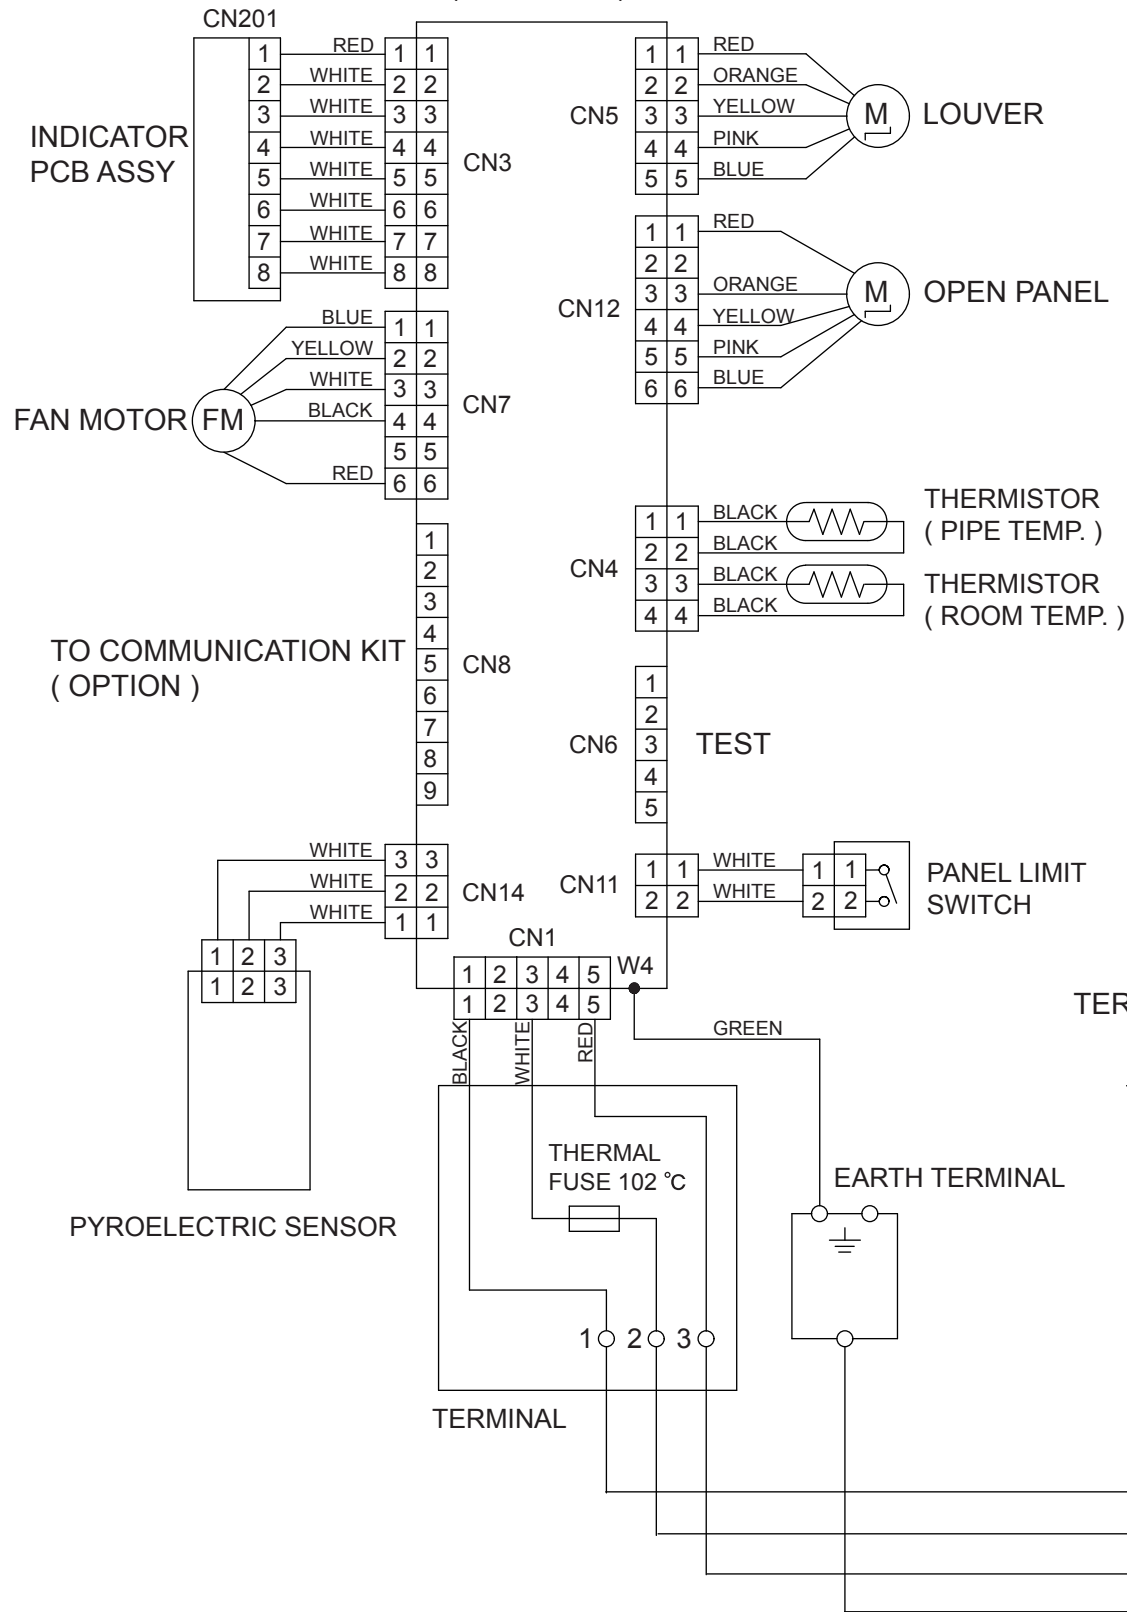 CN201
INDICATOR
PCB ASSY
1 RED 1 1
2 WHITE 2 2
3 WHITE 3 3
4 WHITE 4 4
5 WHITE 5 5
6 WHITE 6 6
7 WHITE 7 7
8 WHITE 8 8
CN3
FAN MOTOR
FM
BLUE 1 1
YELLOW 2 2
WHITE 3 3
BLACK 4 4
5 5
RED 6 6
CN7
TO COMMUNICATION KIT
( OPTION )
1
2
3
4
5
6
7
8
9
CN8
WHITE 3 3
WHITE 2 2
WHITE 1 1
CN14
1 2 3
1 2 3
PYROELECTRIC SENSOR
CN5
1 1 RED
2 2 ORANGE
3 3 YELLOW
4 4 PINK
5 5 BLUE
M
LOUVER
CN12
1 1 RED
2 2
3 3 ORANGE
4 4 YELLOW
5 5 PINK
6 6 BLUE
M
OPEN PANEL
CN4
1 1 BLACK
2 2 BLACK
3 3 BLACK
4 4 BLACK
THERMISTOR
( PIPE TEMP. )
THERMISTOR
( ROOM TEMP. )
CN6
1
2
3
4
5
TEST
CN11
1 1 WHITE 1 1
2 2 WHITE 2 2
PANEL LIMIT
SWITCH
CN1
1 2 3 4 5
1 2 3 4 5
W4
BLACK
WHITE
RED
GREEN
TER
THERMAL
FUSE 102 °C
1 2 3
TERMINAL
EARTH TERMINAL